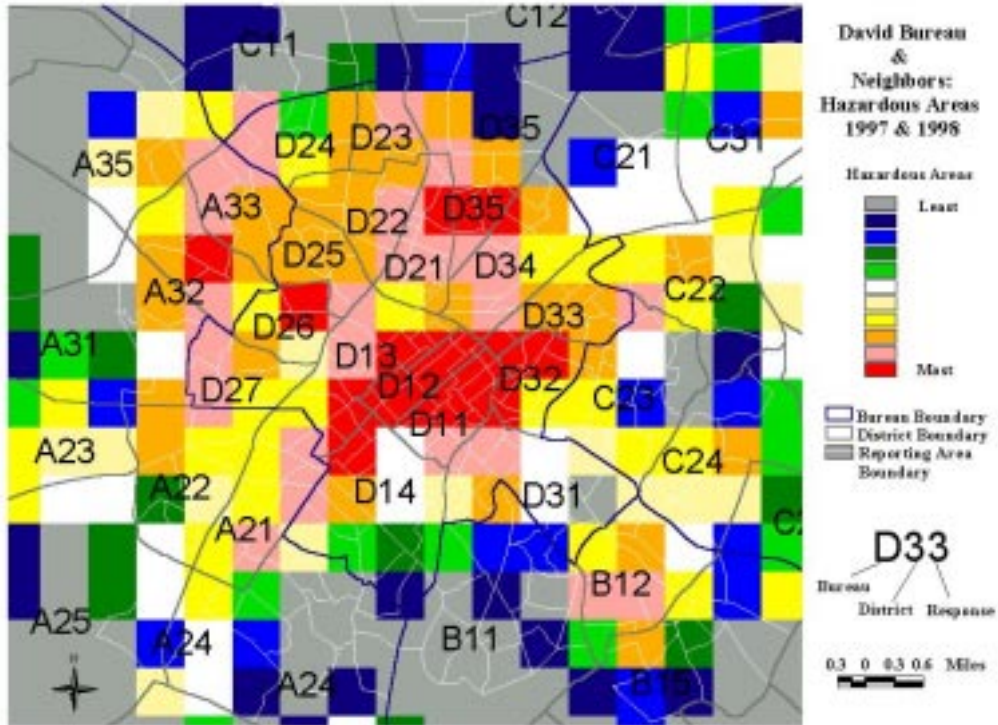 David Bureau
&
Neighbors:
Hazardous Areas
1997 & 1998
Hazardous Areas
Least
Most
Bureau Boundary
District Boundary
Reporting Area
Boundary
D33
Bureau
District Response
0.3 0 0.3 0.6 Miles
N
C11
C12
D24
D23
D35
C21
C31
A35
A33
D22
D35
D25
D21
D34
A32
C22
D26
D33
A31
D13
D27
D12
D32
C23
D11
A23
C24
A22
D14
D31
A21
B12
A25
A24
B11
A24
B15